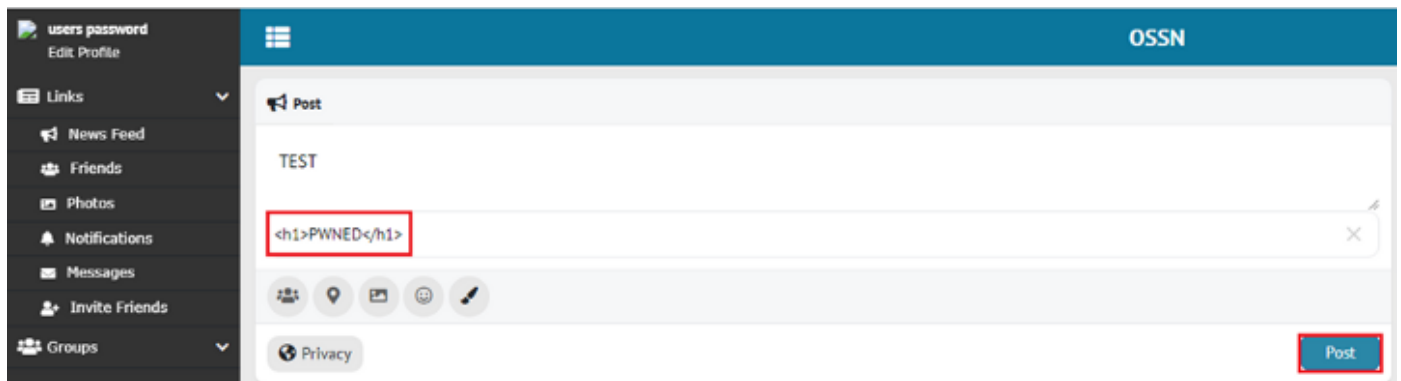 users password
Edit Profile
OSSN
Links
News Feed
Friends
Photos
Notifications
Messages
Invite Friends
Groups
Post
TEST
<h1>PWNED</h1>
Privacy
Post